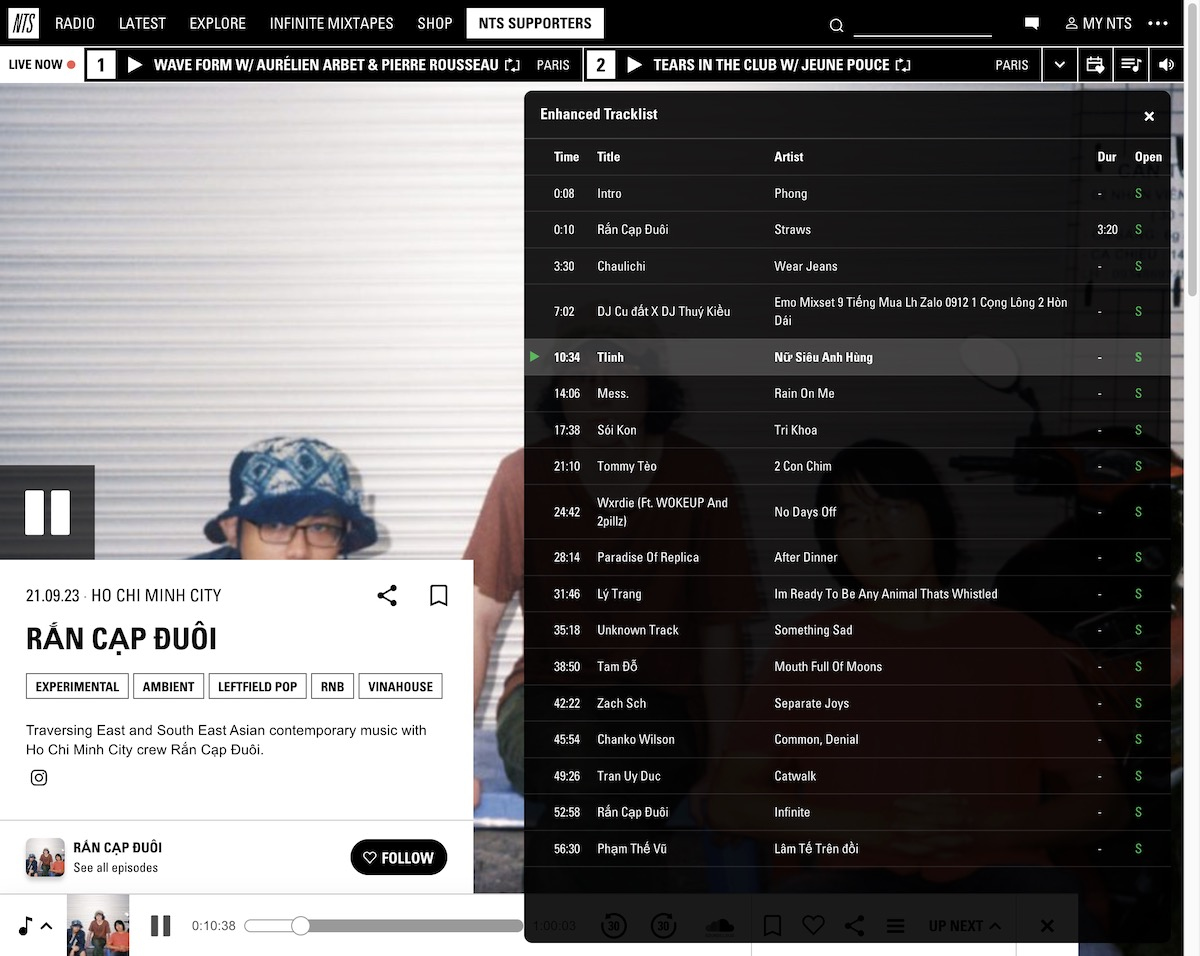 NTS RADIO LATEST EXPLORE INFINITE MIXTAPES SHOP NTS SUPPORTERS MY NTS
LIVE NOW 1 WAVE FORM W/ AURÉLIEN ARBET & PIERRE ROUSSEAU PARIS 2 TEARS IN THE CLUB W/ JEUNE POUCE PARIS
Enhanced Tracklist
Time Title Artist Dur Open
0:08 Intro Phong - S
0:10 Rắn Cạp Đuôi Straws 3:20 S
3:30 Chaulichi Wear Jeans - S
7:02 DJ Cu đất X DJ Thuý Kiều Emo Mixset 9 Tiếng Mua Lh Zalo 0912 1 Cọng Lông 2 Hòn
Dái - S
10:34 Tlinh Nữ Siêu Anh Hùng - S
14:06 Mess. Rain On Me - S
17:38 Sói Kon Tri Khoa - S
21:10 Tommy Tèo 2 Con Chim - S
24:42 Wxrdie (Ft. WOKEUP And
2pillz) No Days Off - S
28:14 Paradise Of Replica After Dinner - S
31:46 Lý Trang Im Ready To Be Any Animal Thats Whistled - S
35:18 Unknown Track Something Sad - S
38:50 Tam Đỗ Mouth Full Of Moons - S
42:22 Zach Sch Separate Joys - S
45:54 Chanko Wilson Common, Denial - S
49:26 Tran Uy Duc Catwalk - S
52:58 Rắn Cạp Đuôi Infinite - S
56:30 Phạm Thế Vũ Lâm Tế Trên đồi - S
21.09.23 · HO CHI MINH CITY
RẮN CẠP ĐUÔI
EXPERIMENTAL AMBIENT LEFTFIELD POP RNB VINAHOUSE
Traversing East and South East Asian contemporary music with
Ho Chi Minh City crew Rắn Cạp Đuôi.
RẮN CẠP ĐUÔI
See all episodes
FOLLOW
0:10:38 1:00:03 30 30 UP NEXT